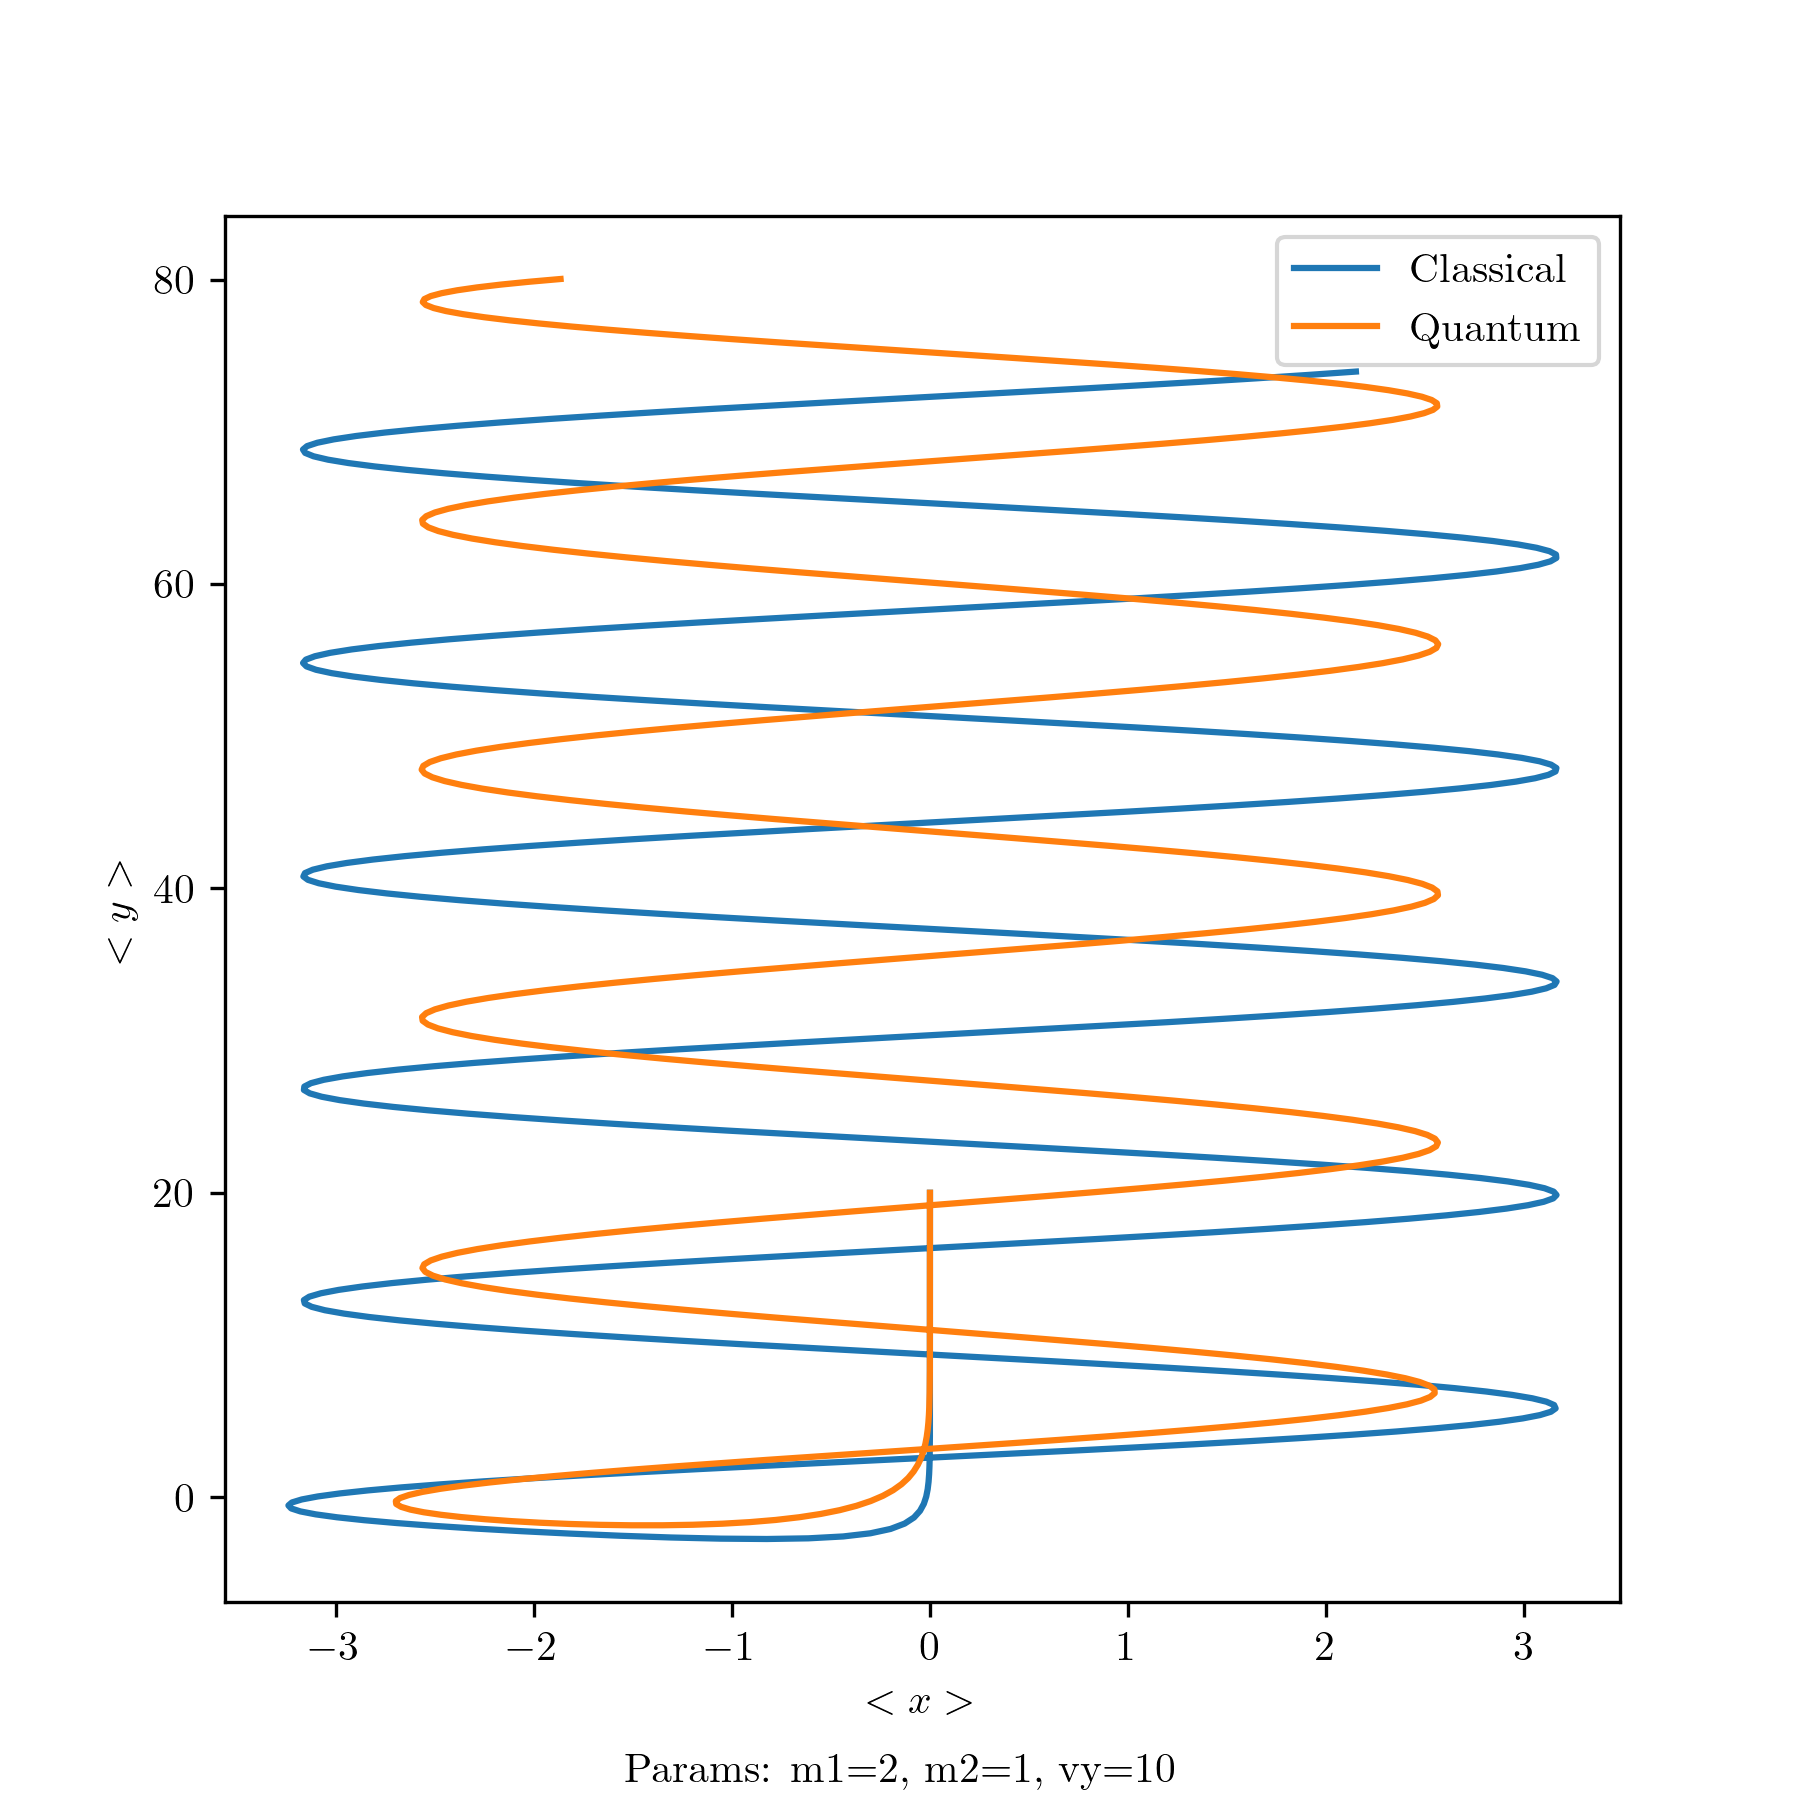 Classical
Quantum
80
60
40
20
0
< y >
−3 −2 −1 0 1 2 3
< x >
Params: m1=2, m2=1, vy=10